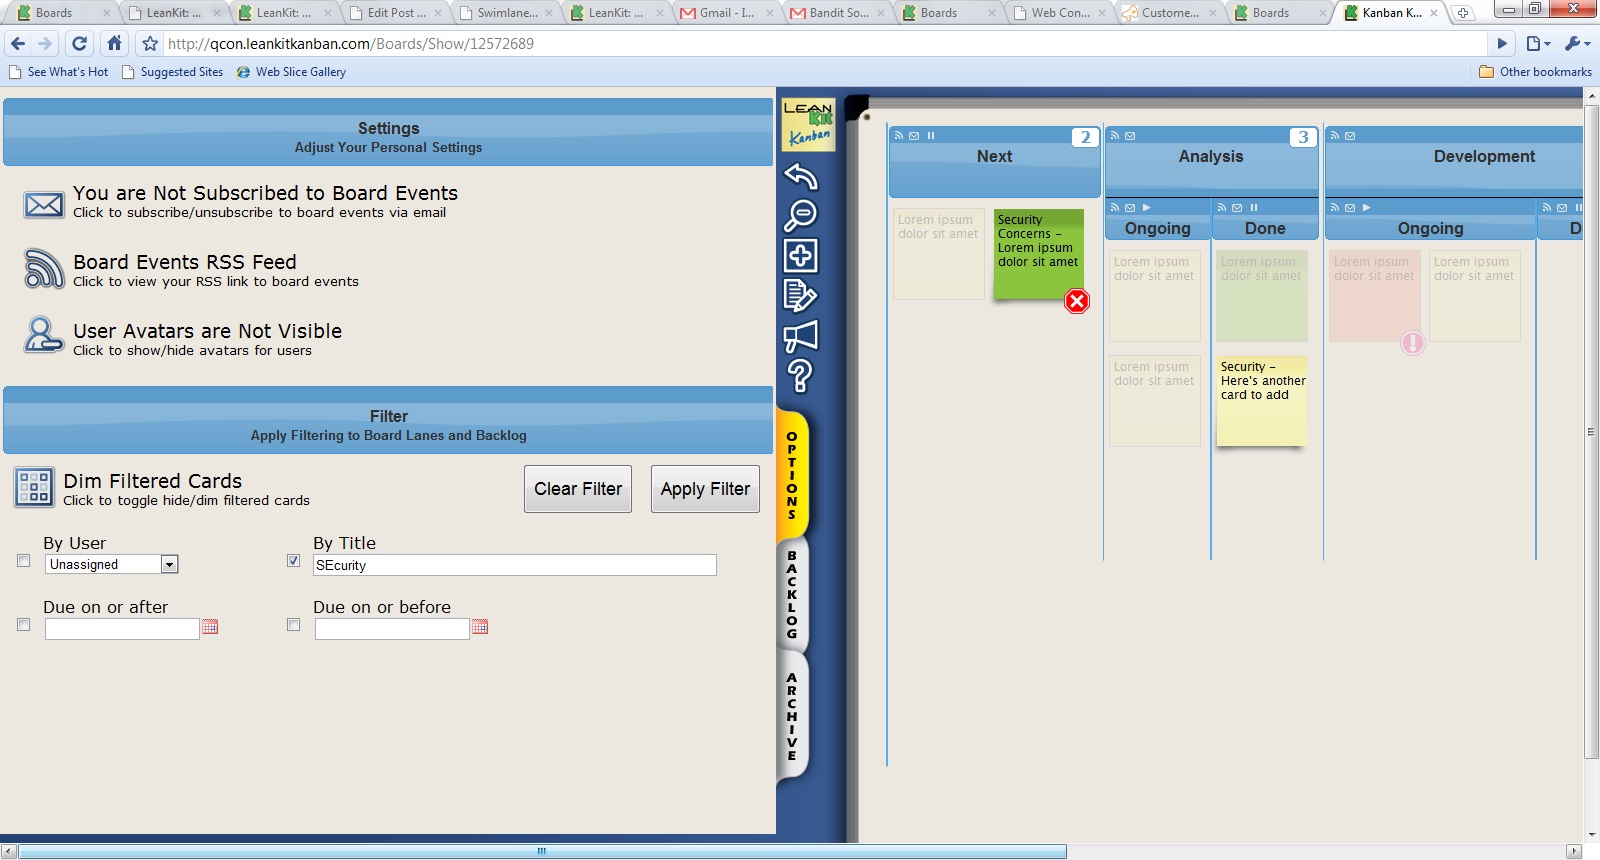 Boards
LeanKit: ...
LeanKit: ...
Edit Post ...
Swimlane...
LeanKit: ...
Gmail - I...
Bandit So...
Boards
Web Con...
Custome...
Boards
Kanban K...
http://qcon.leankitkanban.com/Boards/Show/12572689
See What's Hot
Suggested Sites
Web Slice Gallery
Other bookmarks
Settings
Adjust Your Personal Settings
You are Not Subscribed to Board Events
Click to subscribe/unsubscribe to board events via email
Board Events RSS Feed
Click to view your RSS link to board events
User Avatars are Not Visible
Click to show/hide avatars for users
Filter
Apply Filtering to Board Lanes and Backlog
Dim Filtered Cards
Click to toggle hide/dim filtered cards
Clear Filter
Apply Filter
By User
Unassigned
By Title
SEcurity
Due on or after
Due on or before
LEAN
Kit
Kanban
OPTIONS
BACKLOG
ARCHIVE
2
Next
Lorem ipsum
dolor sit amet
Security
Concerns -
Lorem ipsum
dolor sit amet
3
Analysis
Ongoing
Done
Lorem ipsum
dolor sit amet
Lorem ipsum
dolor sit amet
Lorem ipsum
dolor sit amet
Security -
Here's another
card to add
Development
Ongoing
D
Lorem ipsum
dolor sit amet
Lorem ipsum
dolor sit amet